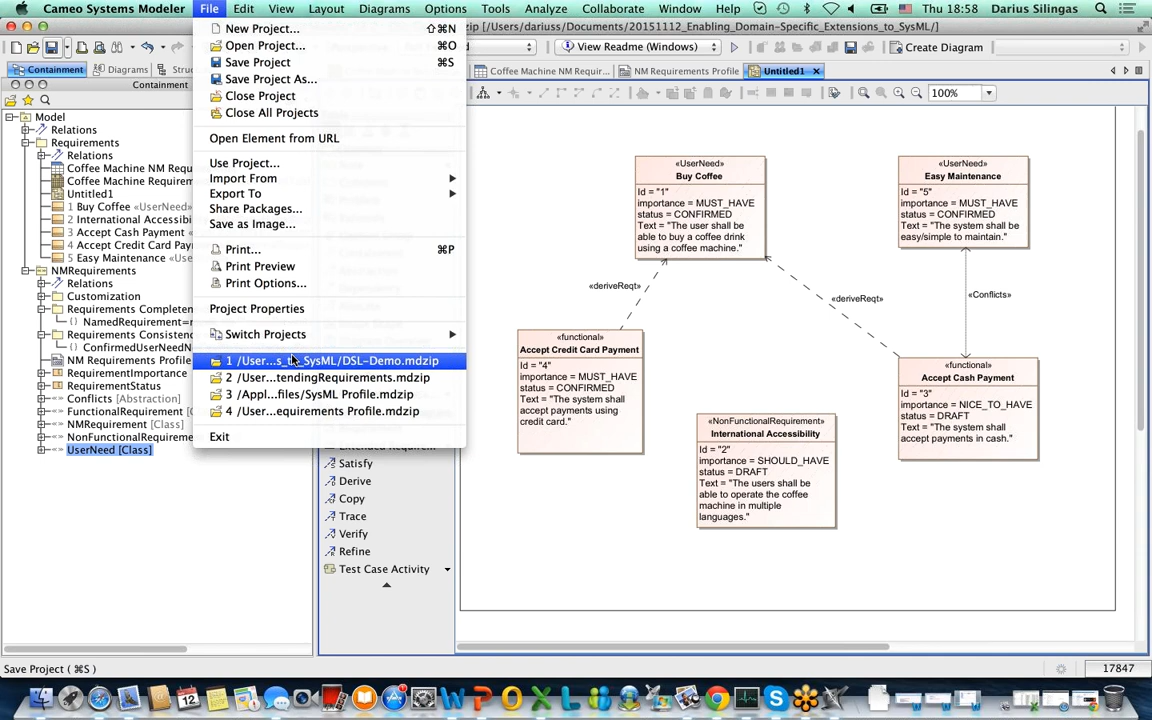 Cameo Systems Modeler File Edit View Layout Diagrams Options Tools Analyze Collaborate Window Help Thu 18:58 Darius Silingas
zip [/Users/dariuss/Documents/20151112_Enabling_Domain-Specific_Extensions_to_SysML/]
View Readme (Windows) Create Diagram
Containment Diagrams Coffee Machine NM Requir... NM Requirements Profile Untitled1
Containment
100%
Model
Relations
Requirements
Relations
Coffee Machine NM Requ
Coffee Machine Requirem
Untitled1
1 Buy Coffee «UserNeed»
2 International Accessibi
3 Accept Cash Payment
4 Accept Credit Card Pay
5 Easy Maintenance «Use
NMRequirements
Relations
Customization
Requirements Completen
NamedRequirement=n
Requirements Consistenc
ConfirmedUserNeedN
NM Requirements Profile
RequirementImportance
RequirementStatus
Conflicts [Abstraction]
FunctionalRequirement [
NMRequirement [Class]
NonFunctionalRequireme
UserNeed [Class]
New Project... ⇧⌘N
Open Project... ⌘O
Save Project ⌘S
Save Project As...
Close Project
Close All Projects
Open Element from URL
Use Project...
Import From
Export To
Share Packages...
Save as Image...
Print... ⌘P
Print Preview
Print Options...
Project Properties
Switch Projects
1 /User...s_to_SysML/DSL-Demo.mdzip
2 /User...tendingRequirements.mdzip
3 /Appl...files/SysML Profile.mdzip
4 /User...equirements Profile.mdzip
Exit
Satisfy
Derive
Copy
Trace
Verify
Refine
Test Case Activity
«UserNeed»
Buy Coffee
Id = "1"
importance = MUST_HAVE
status = CONFIRMED
Text = "The user shall be
able to buy a coffee drink
using a coffee machine."
«UserNeed»
Easy Maintenance
Id = "5"
importance = MUST_HAVE
status = CONFIRMED
Text = "The system shall be
easy/simple to maintain."
«deriveReqt»
«deriveReqt»
«Conflicts»
«functional»
Accept Credit Card Payment
Id = "4"
importance = MUST_HAVE
status = CONFIRMED
Text = "The system shall
accept payments using
credit card."
«NonFunctionalRequirement»
International Accessibility
Id = "2"
importance = SHOULD_HAVE
status = DRAFT
Text = "The users shall be
able to operate the coffee
machine in multiple
languages."
«functional»
Accept Cash Payment
Id = "3"
importance = NICE_TO_HAVE
status = DRAFT
Text = "The system shall
accept payments in cash."
Save Project ( ⌘S )
17847